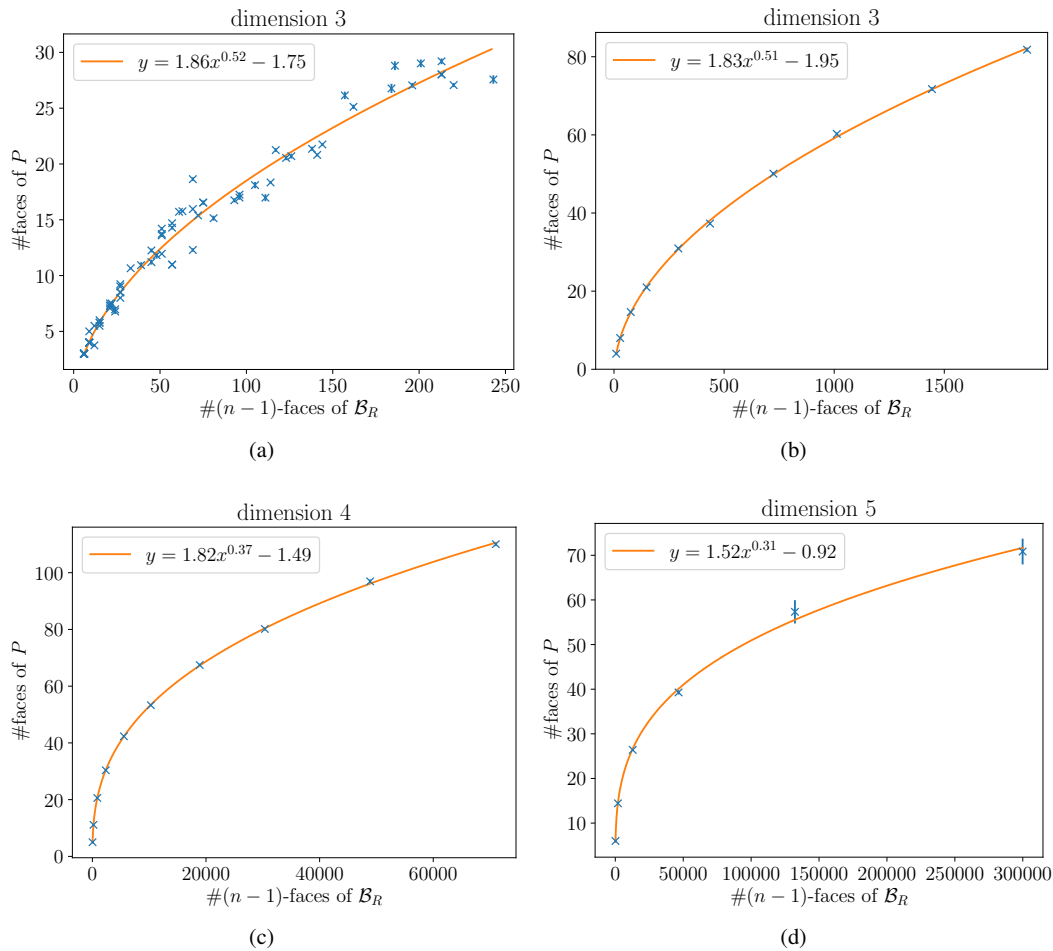 dimension 3
y = 1.86x^{0.52} − 1.75
#faces of P
30
25
20
15
10
5
0 50 100 150 200 250
#(n − 1)-faces of 𝓑_R
(a)
dimension 3
y = 1.83x^{0.51} − 1.95
#faces of P
80
60
40
20
0
0 500 1000 1500
#(n − 1)-faces of 𝓑_R
(b)
dimension 4
y = 1.82x^{0.37} − 1.49
#faces of P
100
80
60
40
20
0
0 20000 40000 60000
#(n − 1)-faces of 𝓑_R
(c)
dimension 5
y = 1.52x^{0.31} − 0.92
#faces of P
70
60
50
40
30
20
10
0 50000 100000 150000 200000 250000 300000
#(n − 1)-faces of 𝓑_R
(d)